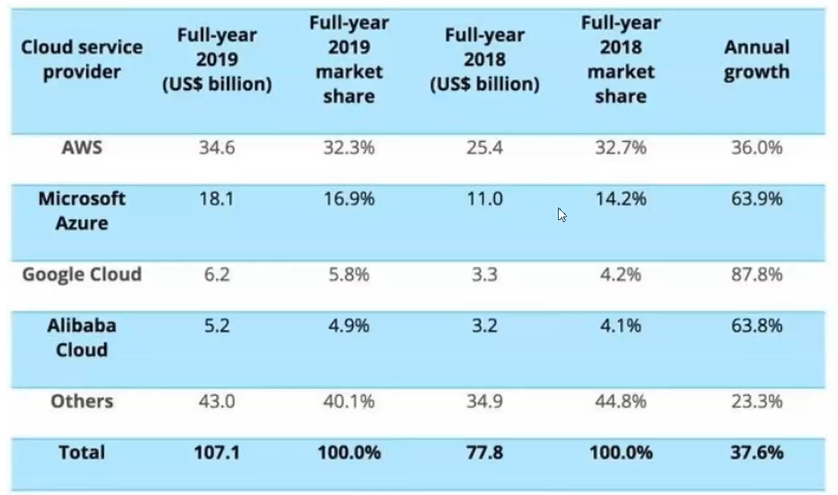 Cloud service provider Full-year 2019 (US$ billion) Full-year 2019 market share Full-year 2018 (US$ billion) Full-year 2018 market share Annual growth
AWS 34.6 32.3% 25.4 32.7% 36.0%
Microsoft Azure 18.1 16.9% 11.0 14.2% 63.9%
Google Cloud 6.2 5.8% 3.3 4.2% 87.8%
Alibaba Cloud 5.2 4.9% 3.2 4.1% 63.8%
Others 43.0 40.1% 34.9 44.8% 23.3%
Total 107.1 100.0% 77.8 100.0% 37.6%